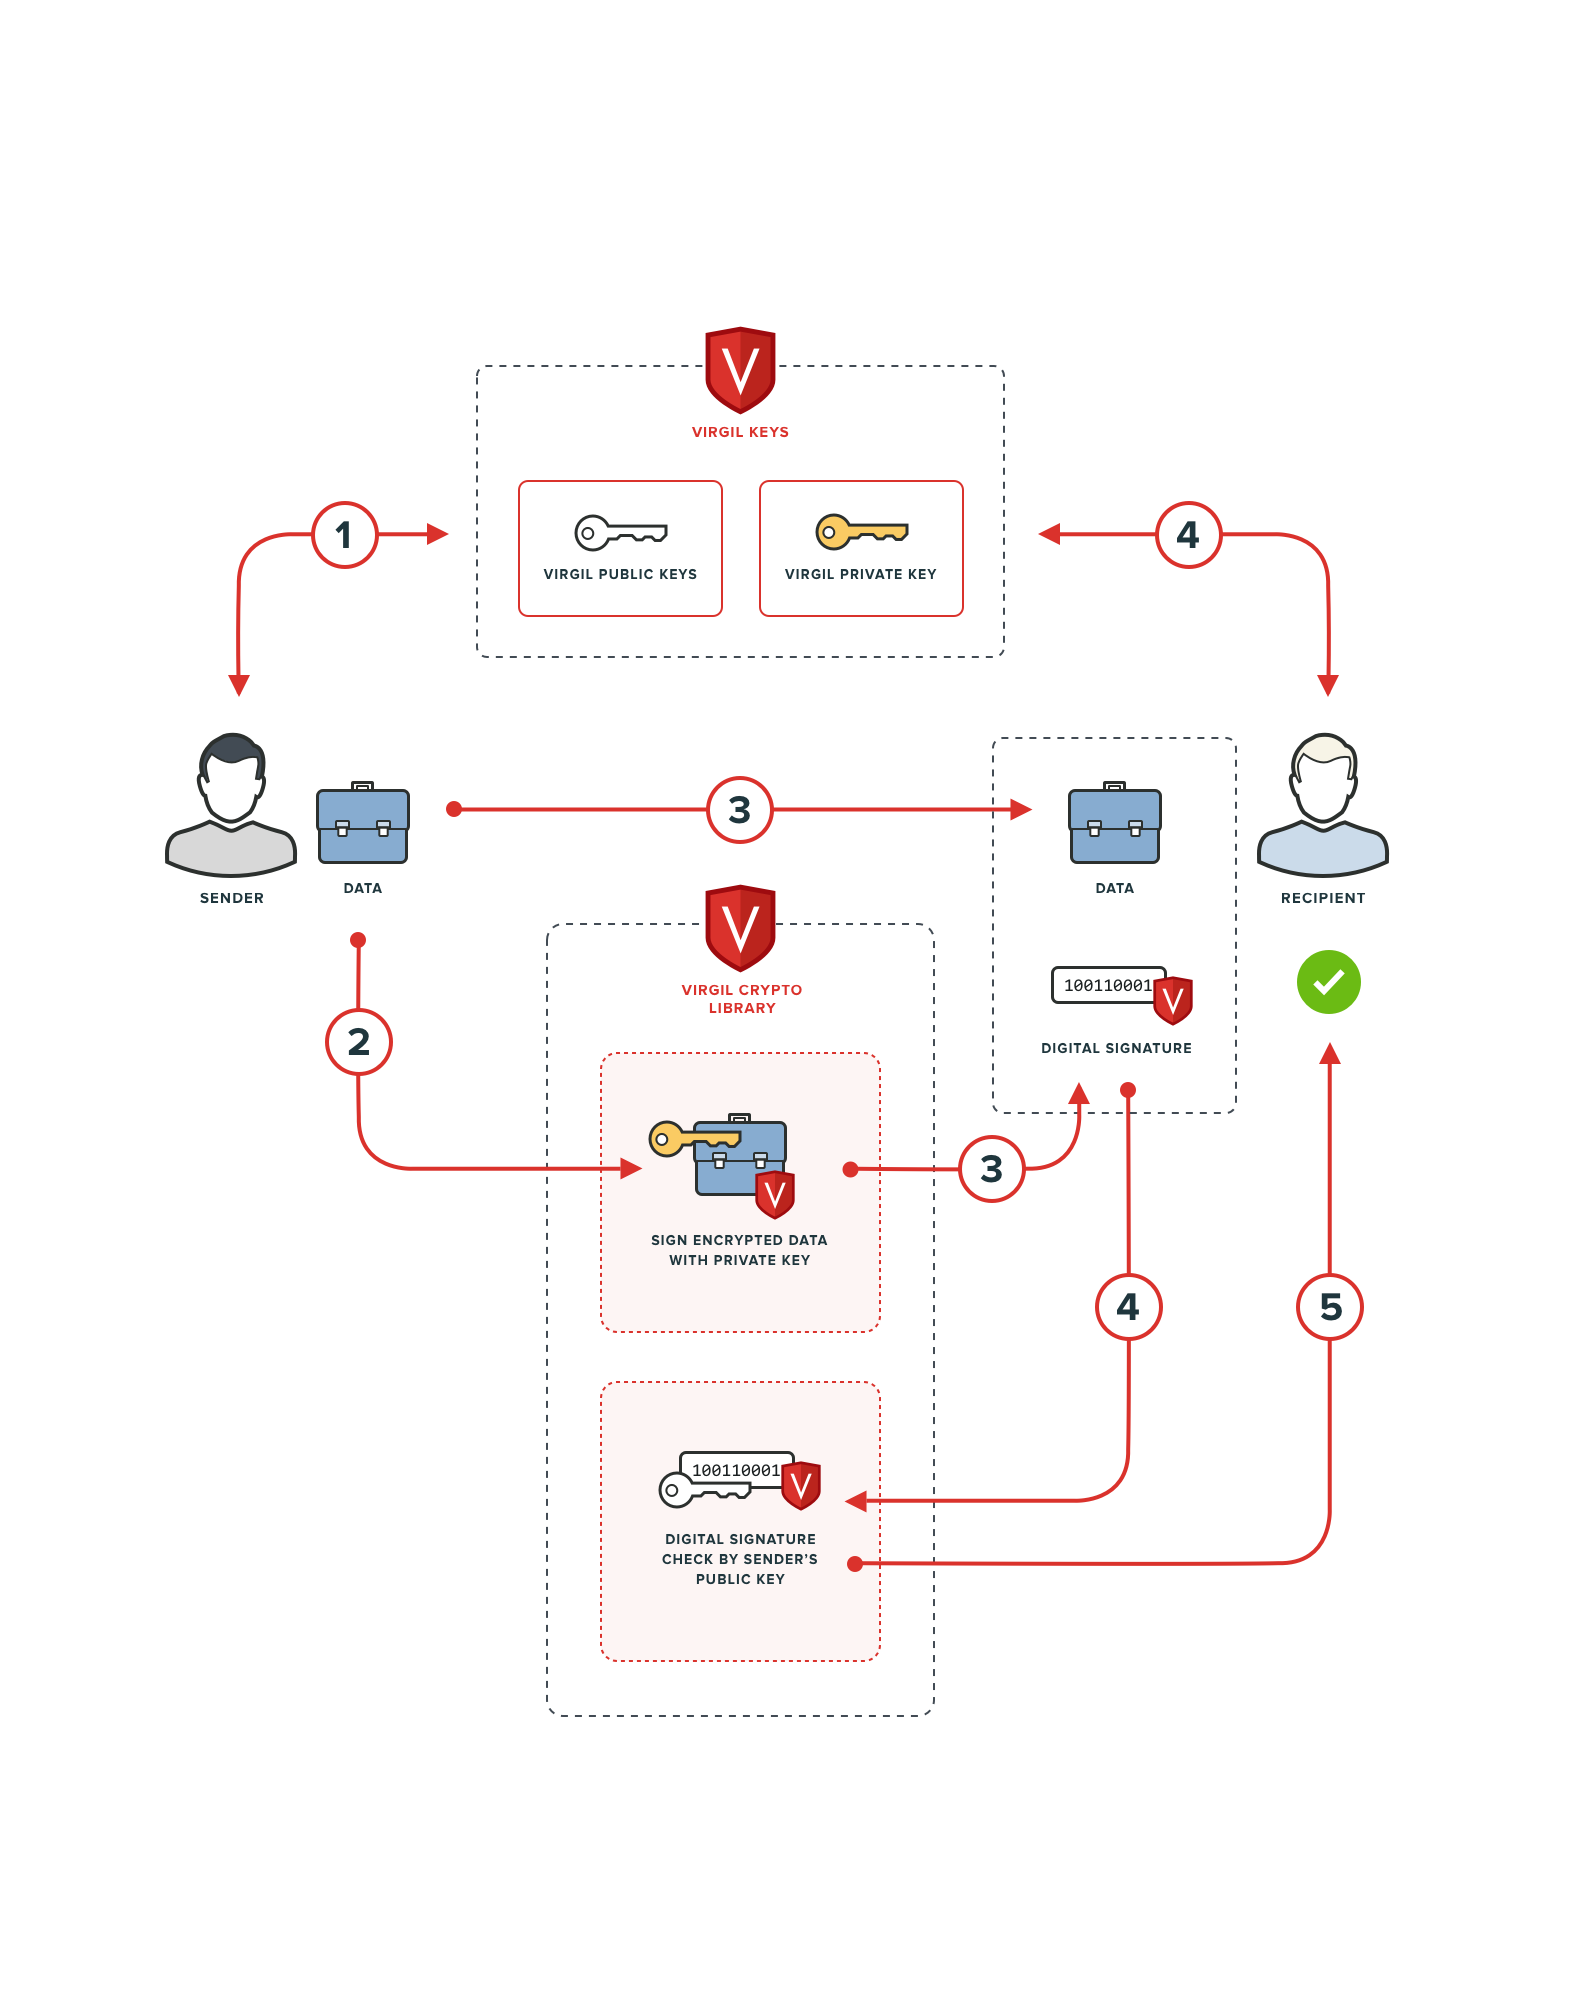 V
VIRGIL KEYS
1
4
VIRGIL PUBLIC KEYS
VIRGIL PRIVATE KEY
3
SENDER
DATA
DATA
RECIPIENT
V
VIRGIL CRYPTO
LIBRARY
100110001
V
DIGITAL SIGNATURE
2
V
SIGN ENCRYPTED DATA
WITH PRIVATE KEY
3
4
5
100110001
V
DIGITAL SIGNATURE
CHECK BY SENDER'S
PUBLIC KEY